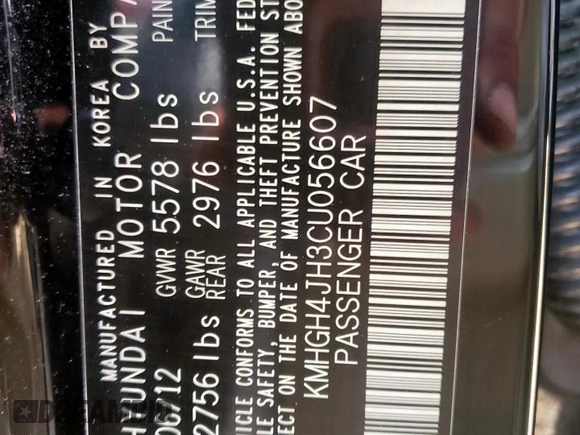 MANUFACTURED IN KOREA BY
HUNDAI MOTOR COMPA
06/12 GVWR 5578 lbs PAIN
2756 lbs GAWR REAR 2976 lbs TRIM
ICLE CONFORMS TO ALL APPLICABLE U.S.A. FED
LE SAFETY, BUMPER, AND THEFT PREVENTION ST
ECT ON THE DATE OF MANUFACTURE SHOWN ABO
KMHGH4JH3CU056607
PASSENGER CAR